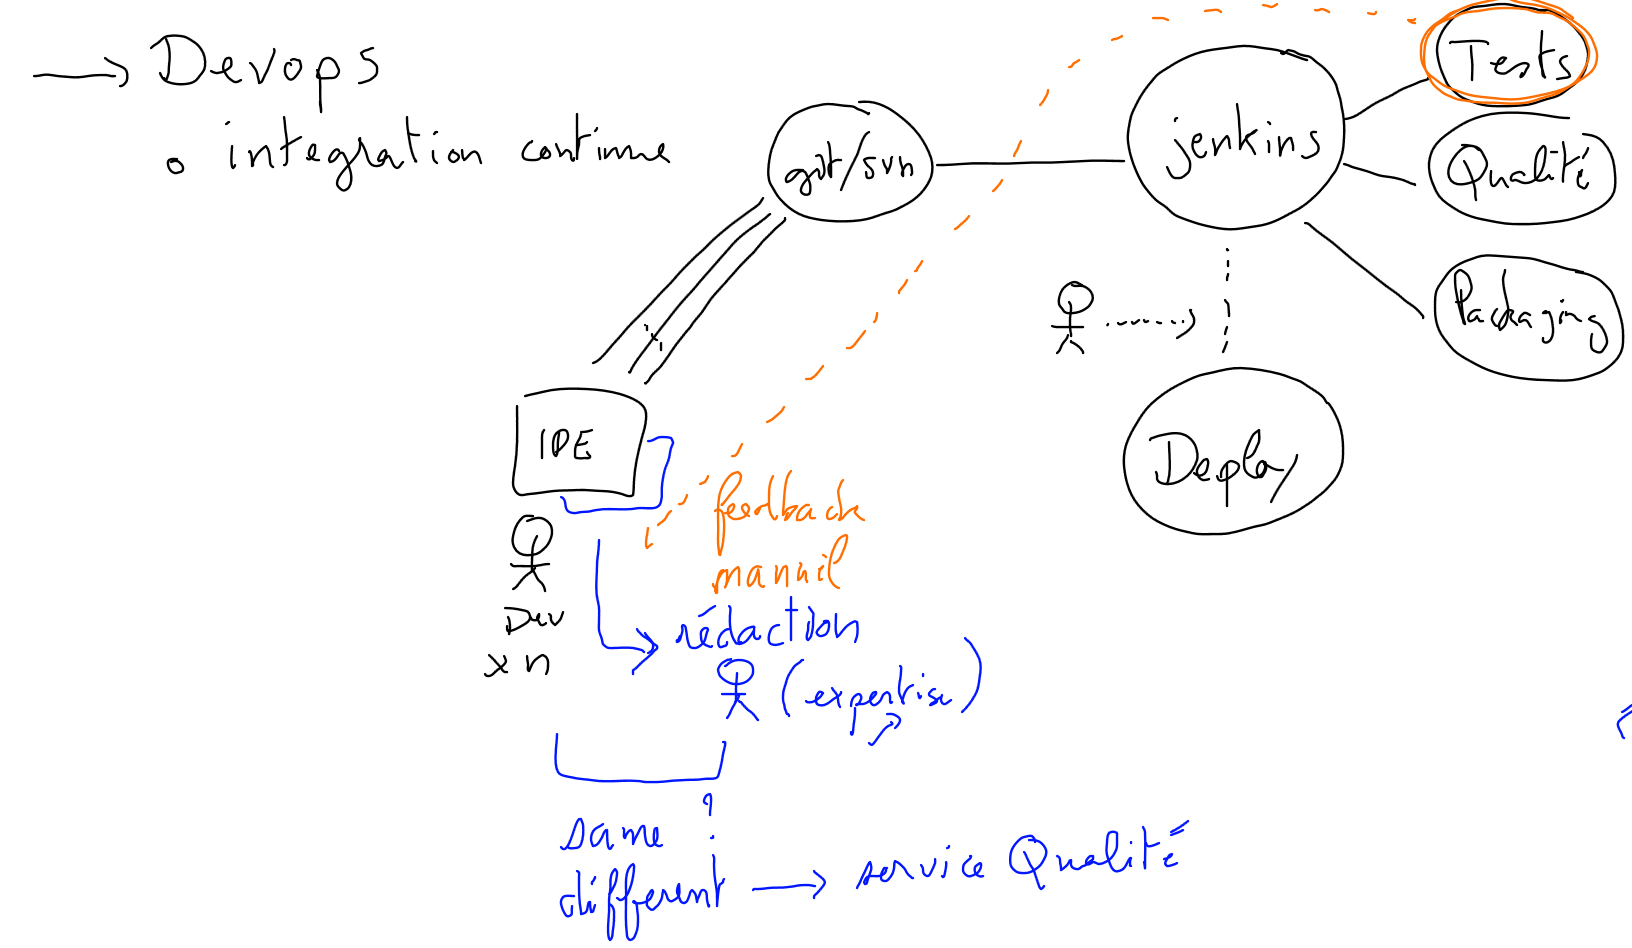 → Devops
o integration continue
git/svn
jenkins
Tests
Qualité
Packaging
Deploy
IDE
Dev
x n
feedback
manuel
rédaction
(expertise)
same ?
différent → service Qualité